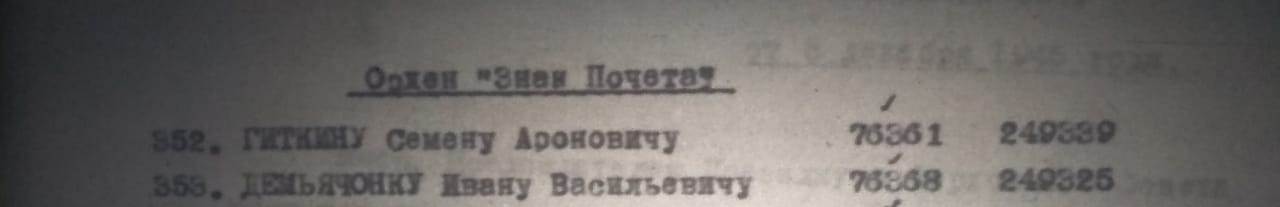 Орден "Знак Почета"
352. ГИТКИНУ Семену Ароновичу 76361 249339
353. ДЕМЬЯЧОНКУ Ивану Васильевичу 76368 249325